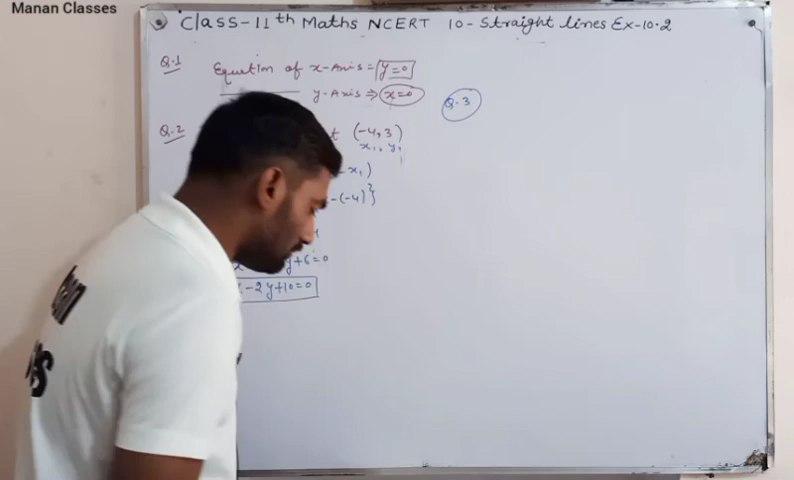 Manan Classes
Class-11th Maths NCERT 10-Straight lines Ex-10.2
Q.1 Equation of x-Axis = y=0
y-Axis ⇒ x=0
Q.3
Q.2 (-4,3)
x₁, y₁
x₁)
-(-4)}
y+6=0
-2y+10=0